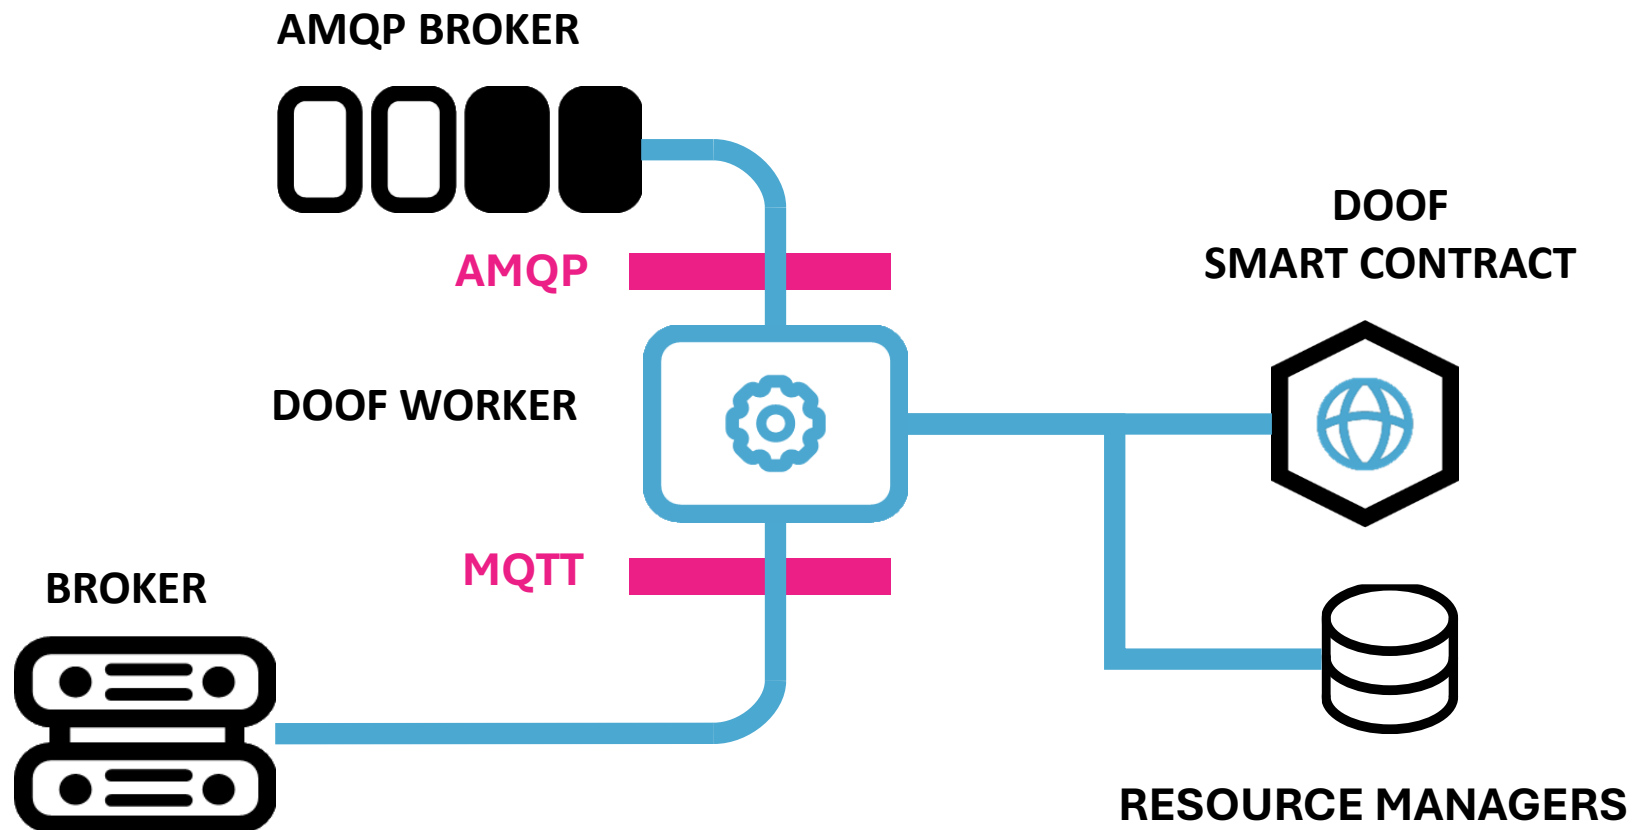 AMQP BROKER
DOOF
SMART CONTRACT
AMQP
DOOF WORKER
MQTT
BROKER
RESOURCE MANAGERS